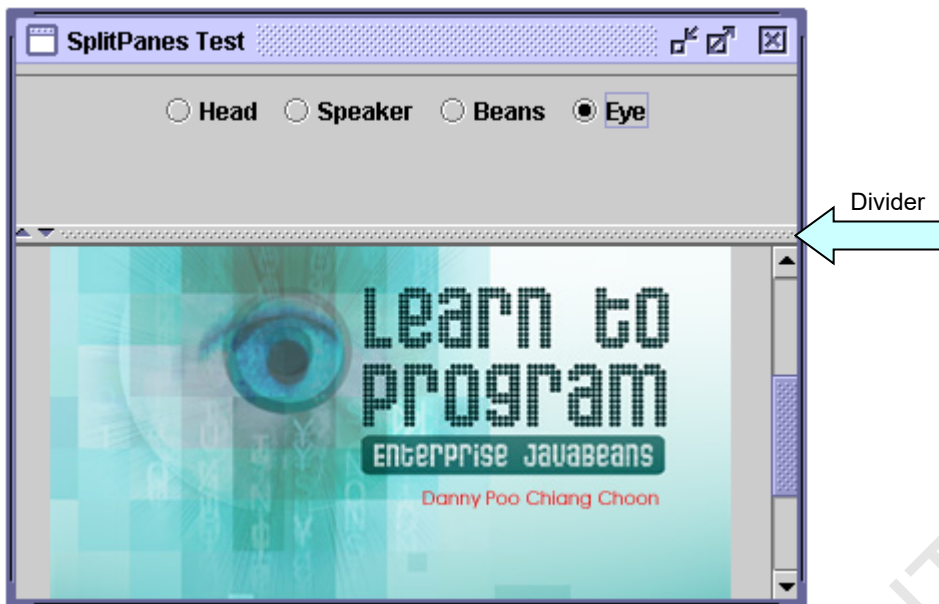 SplitPanes Test
Head Speaker Beans Eye
Divider
Learn to
program
Enterprise JavaBeans
Danny Poo Chiang Choon